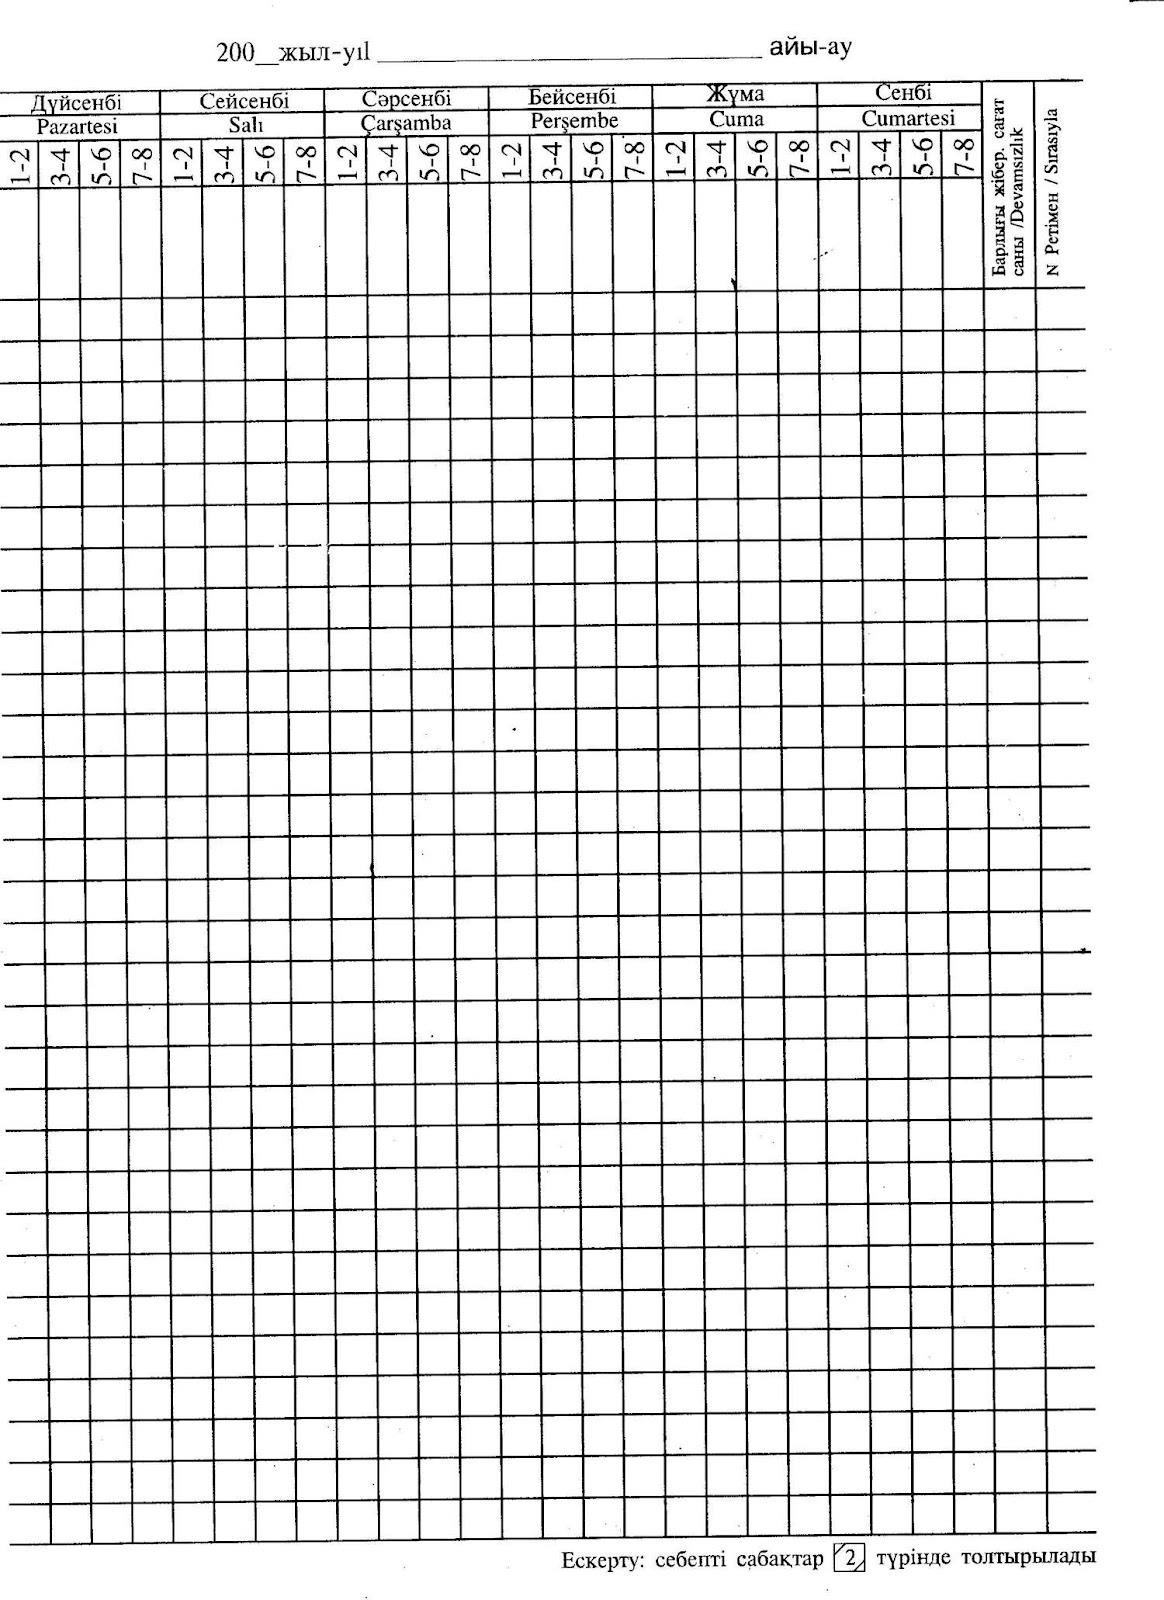 200__жыл-yıl ______________________________ айы-ay
Дүйсенбі Сейсенбі Сәрсенбі Бейсенбі Жұма Сенбі
Pazartesi Salı Çarşamba Perşembe Cuma Cumartesi
1-2 3-4 5-6 7-8 1-2 3-4 5-6 7-8 1-2 3-4 5-6 7-8 1-2 3-4 5-6 7-8 1-2 3-4 5-6 7-8 1-2 3-4 5-6 7-8
Барлығы жібер. сағат
саны /Devamsızlık
N Ретімен / Sırasıyla
Ескерту: себепті сабақтар 2 түрінде толтырылады